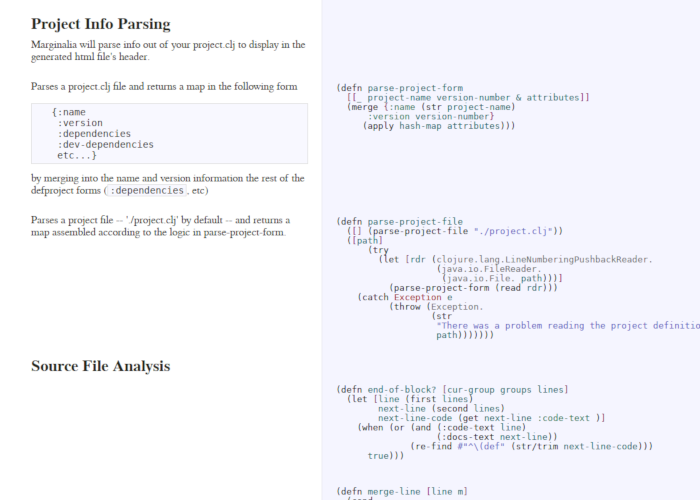 Project Info Parsing
Marginalia will parse info out of your project.clj to display in the
generated html file's header.
Parses a project.clj file and returns a map in the following form
{:name
:version
:dependencies
:dev-dependencies
etc...}
by merging into the name and version information the rest of the
defproject forms (:dependencies, etc)
(defn parse-project-form
[[_ project-name version-number & attributes]]
(merge {:name (str project-name)
:version version-number}
(apply hash-map attributes)))
Parses a project file -- './project.clj' by default -- and returns a
map assembled according to the logic in parse-project-form.
(defn parse-project-file
([] (parse-project-file "./project.clj"))
([path]
(try
(let [rdr (clojure.lang.LineNumberingPushbackReader.
(java.io.FileReader.
(java.io.File. path)))]
(parse-project-form (read rdr)))
(catch Exception e
(throw (Exception.
(str
"There was a problem reading the project definitio
path)))))))
Source File Analysis
(defn end-of-block? [cur-group groups lines]
(let [line (first lines)
next-line (second lines)
next-line-code (get next-line :code-text )]
(when (or (and (:code-text line)
(:docs-text next-line))
(re-find #"^\(def" (str/trim next-line-code)))
true)))
(defn merge-line [line m]